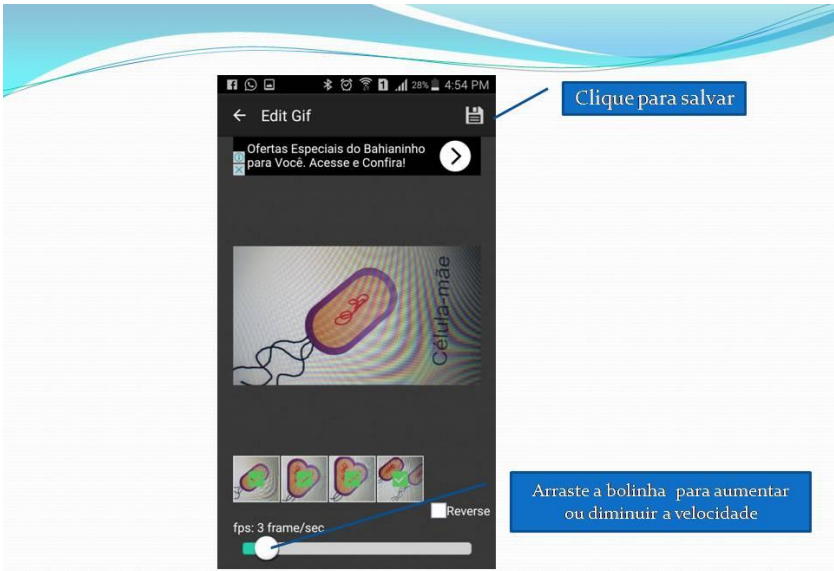 28% 4:54 PM
Edit Gif
Clique para salvar
Ofertas Especiais do Bahianinho
para Você. Acesse e Confira!
Célula-mãe
Reverse
fps: 3 frame/sec
Arraste a bolinha para aumentar
ou diminuir a velocidade